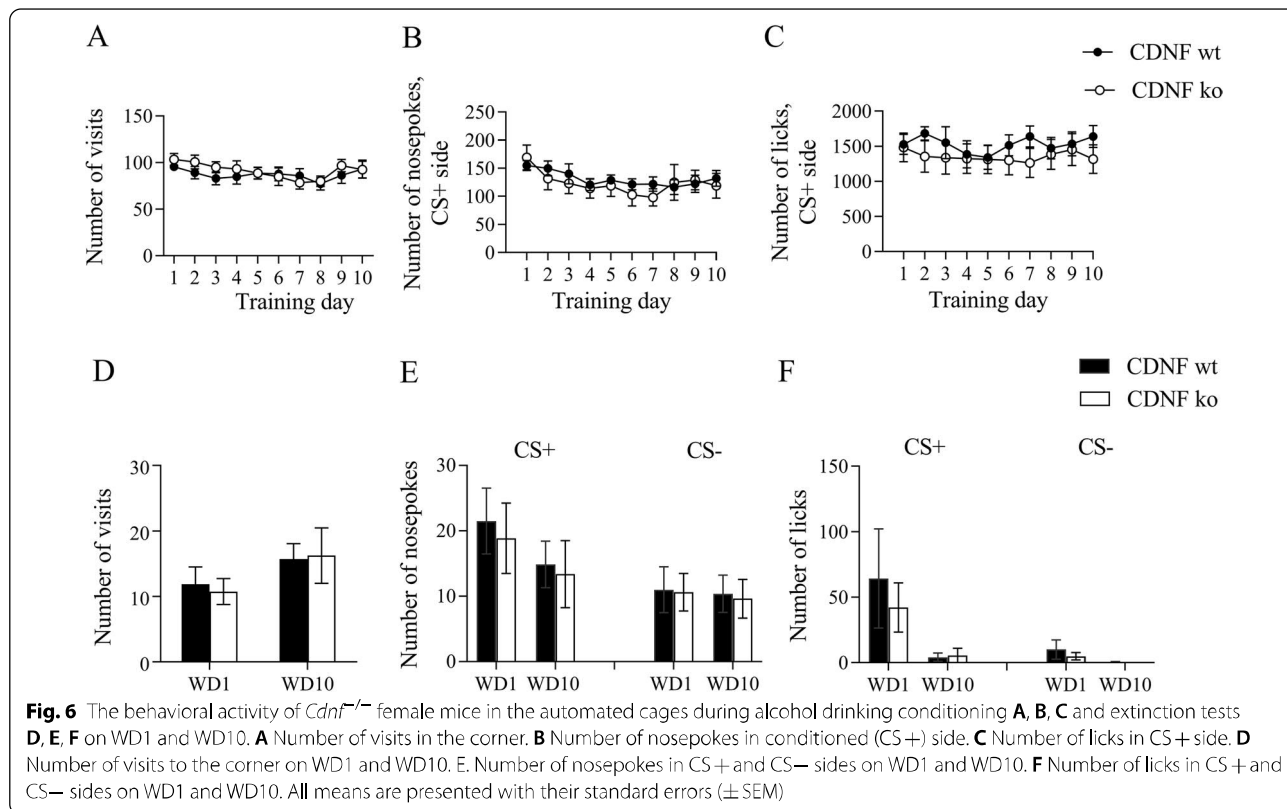 A
B
C
CDNF wt
CDNF ko
Number of visits
150
100
50
0
1 2 3 4 5 6 7 8 9 10
Training day
Number of nosepokes,
CS+ side
250
200
150
100
50
0
1 2 3 4 5 6 7 8 9 10
Training day
Number of licks,
CS+ side
2000
1500
1000
500
0
1 2 3 4 5 6 7 8 9 10
Training day
D
E
F
CDNF wt
CDNF ko
Number of visits
30
20
10
0
WD1 WD10
Number of nosepokes
30
20
10
0
CS+ CS-
WD1 WD10 WD1 WD10
Number of licks
150
100
50
0
CS+ CS-
WD1 WD10 WD1 WD10
Fig. 6 The behavioral activity of Cdnf−/− female mice in the automated cages during alcohol drinking conditioning A, B, C and extinction tests
D, E, F on WD1 and WD10. A Number of visits in the corner. B Number of nosepokes in conditioned (CS+) side. C Number of licks in CS+ side. D
Number of visits to the corner on WD1 and WD10. E. Number of nosepokes in CS+ and CS− sides on WD1 and WD10. F Number of licks in CS+ and
CS− sides on WD1 and WD10. All means are presented with their standard errors (±SEM)